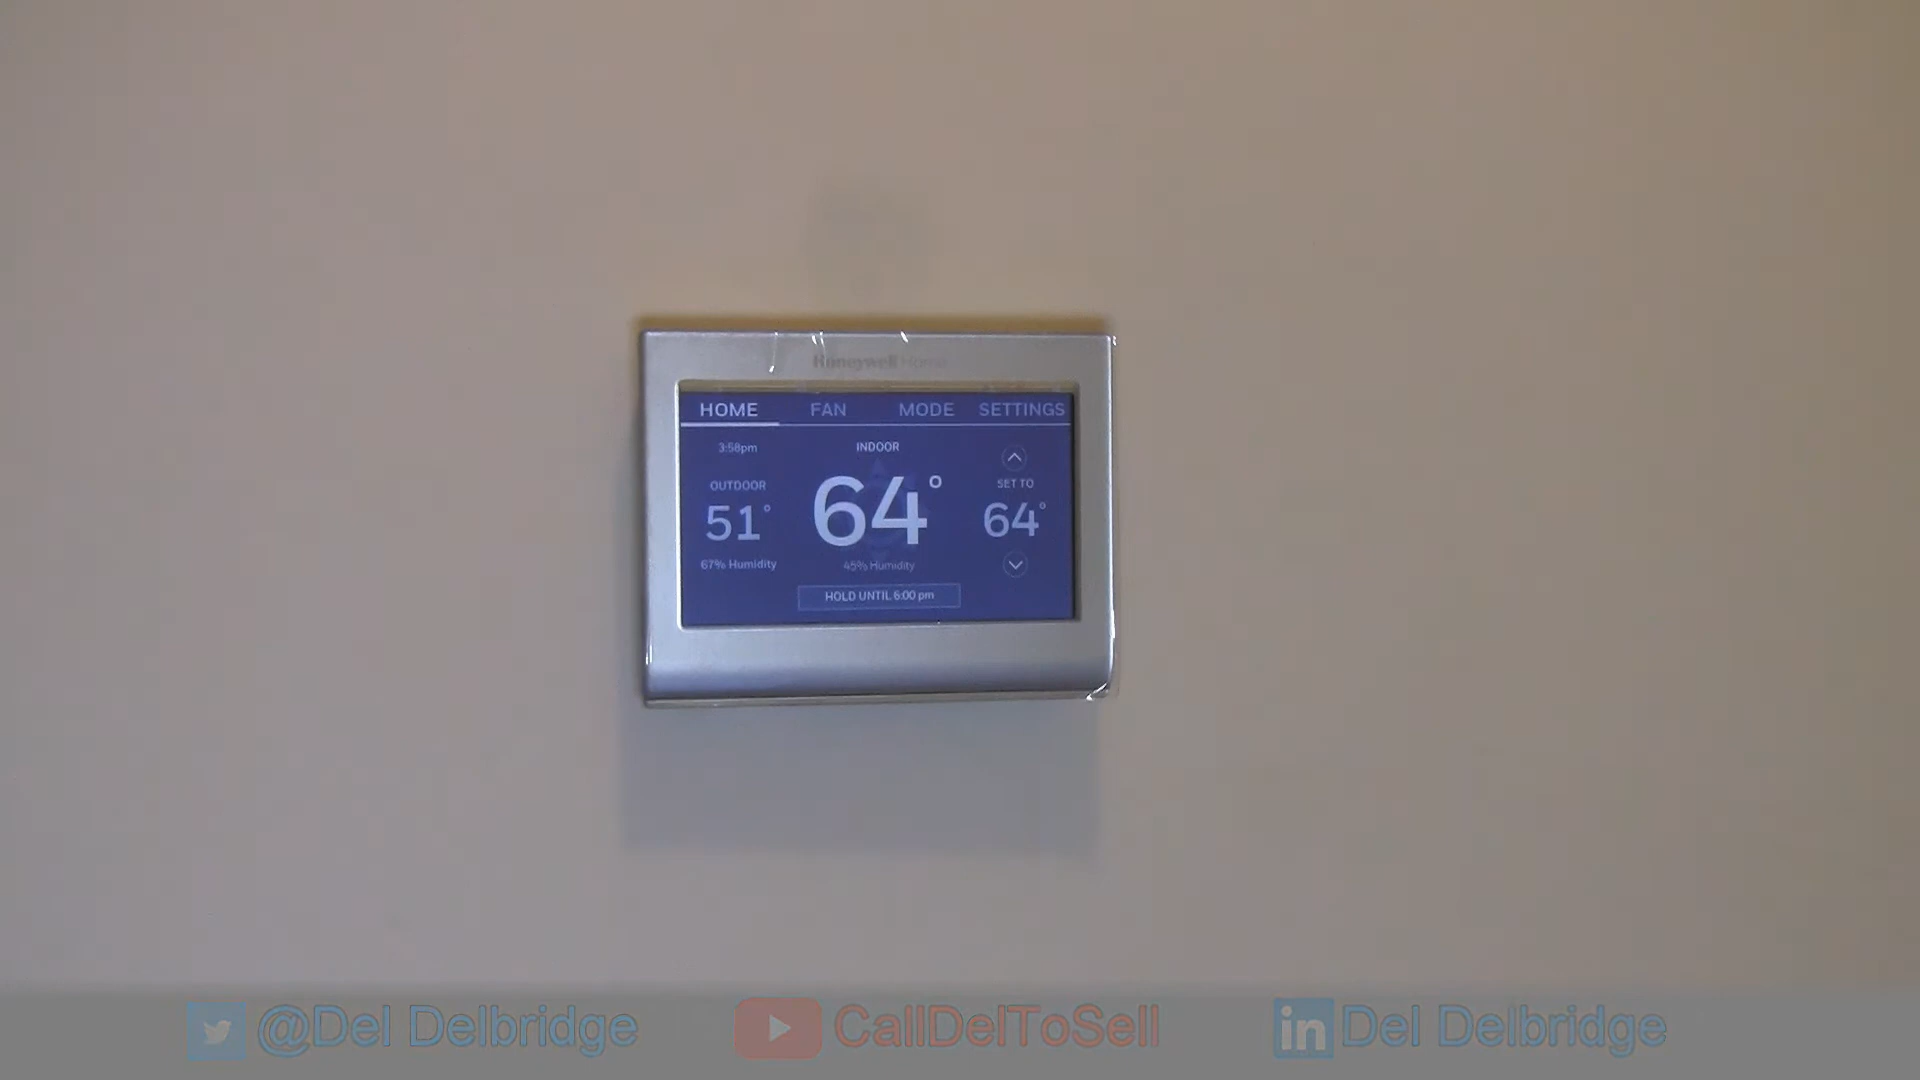 Honeywell Home
HOME FAN MODE SETTINGS
3:58pm
INDOOR
OUTDOOR
51°
67% Humidity
64°
45% Humidity
SET TO
64°
HOLD UNTIL 6:00 pm
@Del Delbridge
CallDelToSell
in Del Delbridge